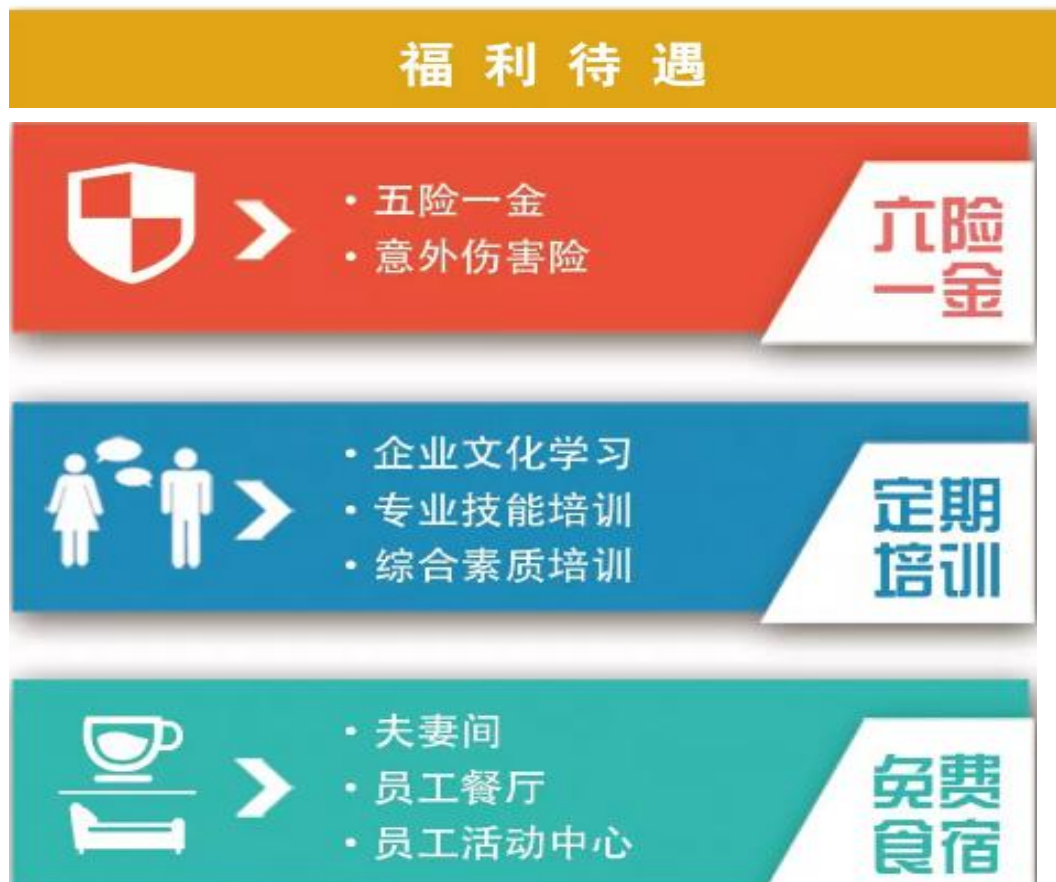 福利待遇
·五险一金
·意外伤害险
六险
一金
·企业文化学习
·专业技能培训
·综合素质培训
定期
培训
·夫妻间
·员工餐厅
·员工活动中心
免费
食宿